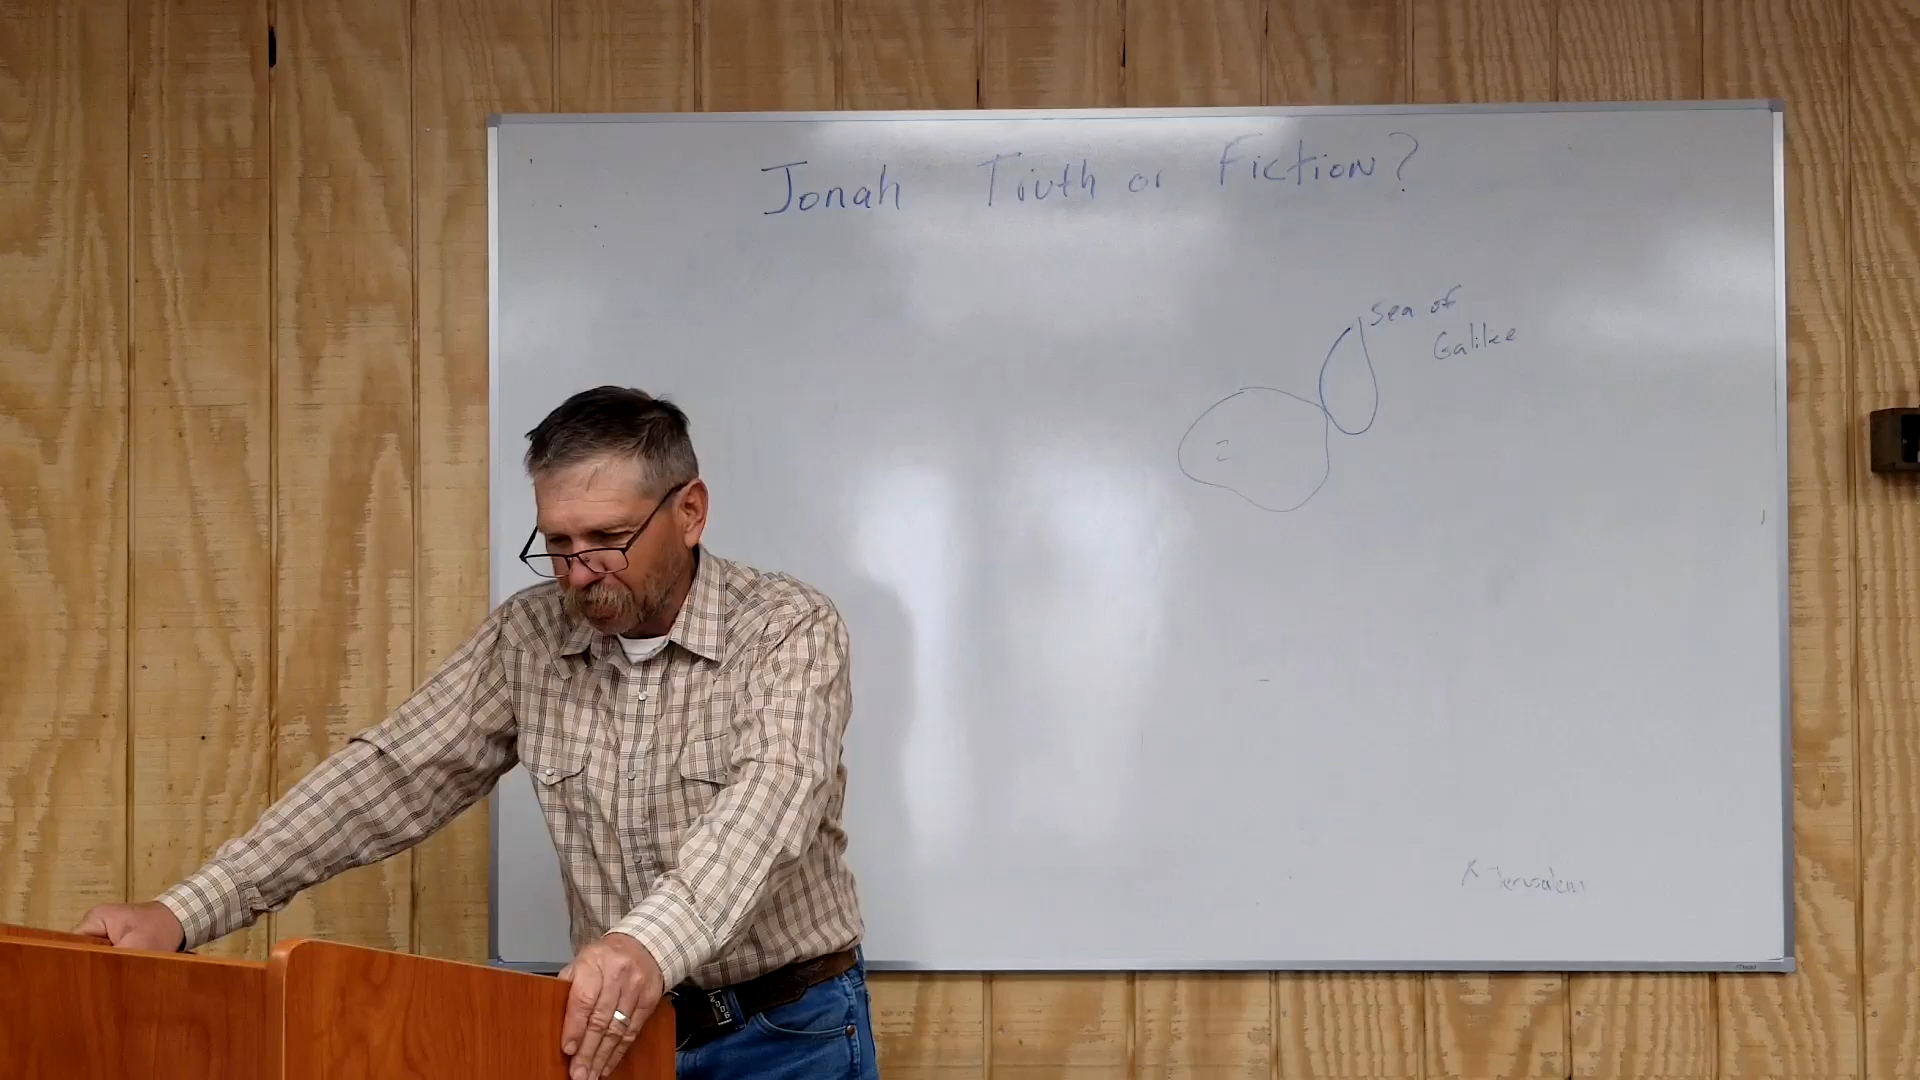 Jonah Truth or Fiction?
Sea of
Galilee
Z
x Jerusalem